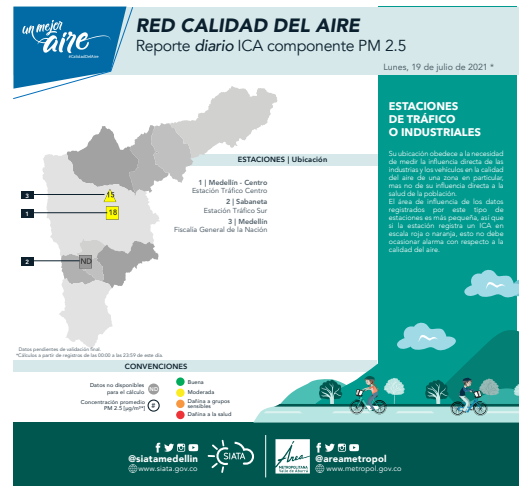 un mejor
aire
#CalidadDelAire
RED CALIDAD DEL AIRE
Reporte diario ICA componente PM 2.5
Lunes, 19 de julio de 2021 *
ESTACIONES | Ubicación
1 | Medellín - Centro
Estación Tráfico Centro
2 | Sabaneta
Estación Tráfico Sur
3 | Medellín
Fiscalía General de la Nación
3
15
1
18
2
ND
ESTACIONES
DE TRÁFICO
O INDUSTRIALES
Su ubicación obedece a la necesidad
de medir la influencia directa de las
industrias y los vehículos en la calidad
del aire de una zona en particular,
mas no de su influencia directa a la
salud de la población.
El área de influencia de los datos
registrados por este tipo de
estaciones es más pequeña, así que
si la estación registra un ICA en
escala roja o naranja, esto no debe
ocasionar alarma con respecto a la
calidad del aire.
Datos pendientes de validación final.
*Cálculos a partir de registros de las 00:00 a las 23:59 de este día.
CONVENCIONES
Datos no disponibles
para el cálculo
ND
Concentración promedio
PM 2.5 [µg/m³*]
#
Buena
Moderada
Dañina a grupos
sensibles
Dañina a la salud
@siatamedellin
www.siata.gov.co
SIATA
Área
METROPOLITANA
Valle de Aburrá
@areametropol
www.metropol.gov.co